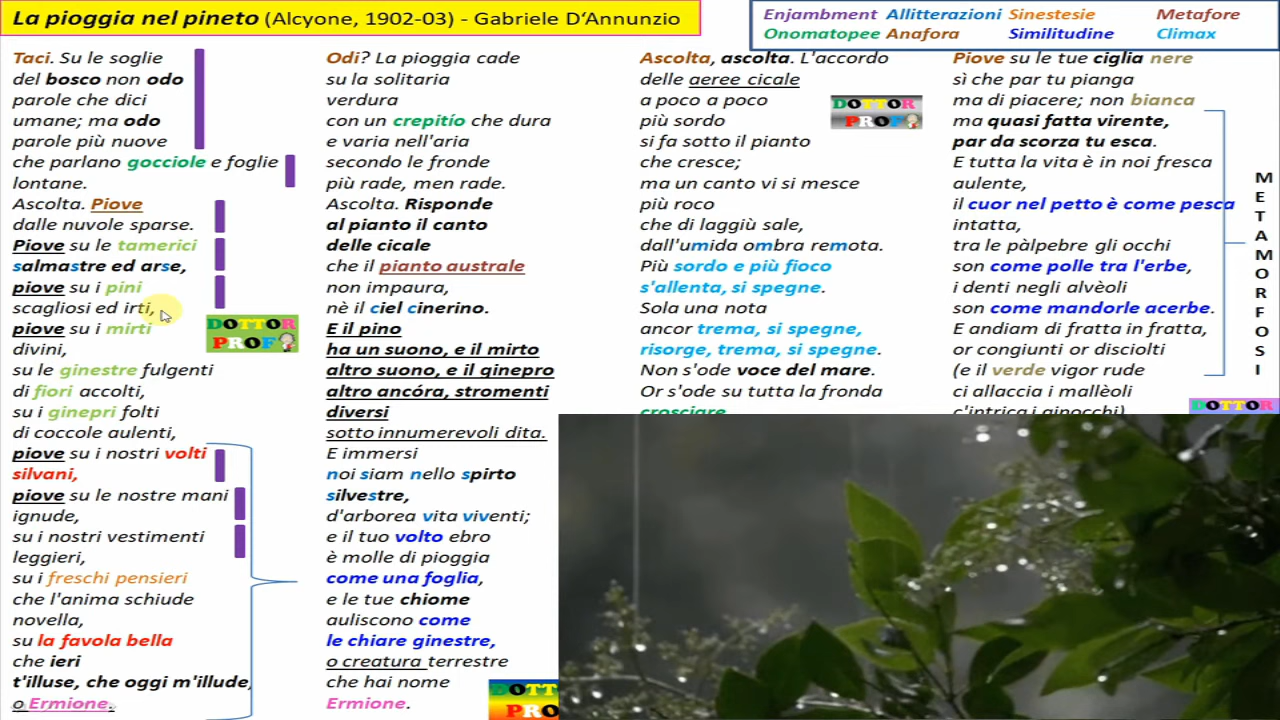 La pioggia nel pineto (Alcyone, 1902-03) - Gabriele D‘Annunzio
Enjambment Allitterazioni Sinestesie Metafore
Onomatopee Anafora Similitudine Climax
Taci. Su le soglie
del bosco non odo
parole che dici
umane; ma odo
parole più nuove
che parlano gocciole e foglie
lontane.
Ascolta. Piove
dalle nuvole sparse.
Piove su le tamerici
salmastre ed arse,
piove su i pini
scagliosi ed irti,
piove su i mirti
divini,
su le ginestre fulgenti
di fiori accolti,
su i ginepri folti
di coccole aulenti,
piove su i nostri volti
silvani,
piove su le nostre mani
ignude,
su i nostri vestimenti
leggieri,
su i freschi pensieri
che l'anima schiude
novella,
su la favola bella
che ieri
t'illuse, che oggi m'illude,
o Ermione.
DOTTOR
PROF
Odi? La pioggia cade
su la solitaria
verdura
con un crepitío che dura
e varia nell'aria
secondo le fronde
più rade, men rade.
Ascolta. Risponde
al pianto il canto
delle cicale
che il pianto australe
non impaura,
nè il ciel cinerino.
E il pino
ha un suono, e il mirto
altro suono, e il ginepro
altro ancóra, stromenti
diversi
sotto innumerevoli dita.
E immersi
noi siam nello spirto
silvestre,
d'arborea vita viventi;
e il tuo volto ebro
è molle di pioggia
come una foglia,
e le tue chiome
auliscono come
le chiare ginestre,
o creatura terrestre
che hai nome
Ermione.
DOTT
PRO
Ascolta, ascolta. L'accordo
delle aeree cicale
a poco a poco
più sordo
si fa sotto il pianto
che cresce;
ma un canto vi si mesce
più roco
che di laggiù sale,
dall'umida ombra remota.
Più sordo e più fioco
s'allenta, si spegne.
Sola una nota
ancor trema, si spegne,
risorge, trema, si spegne.
Non s'ode voce del mare.
Or s'ode su tutta la fronda
crosciare
DOTTOR
PROF
Piove su le tue ciglia nere
sì che par tu pianga
ma di piacere; non bianca
ma quasi fatta virente,
par da scorza tu esca.
E tutta la vita è in noi fresca
aulente,
il cuor nel petto è come pesca
intatta,
tra le pàlpebre gli occhi
son come polle tra l'erbe,
i denti negli alvèoli
son come mandorle acerbe.
E andiam di fratta in fratta,
or congiunti or disciolti
(e il verde vigor rude
ci allaccia i mallèoli
c'intrica i ginocchi)
METAMORFOSI
DOTTOR